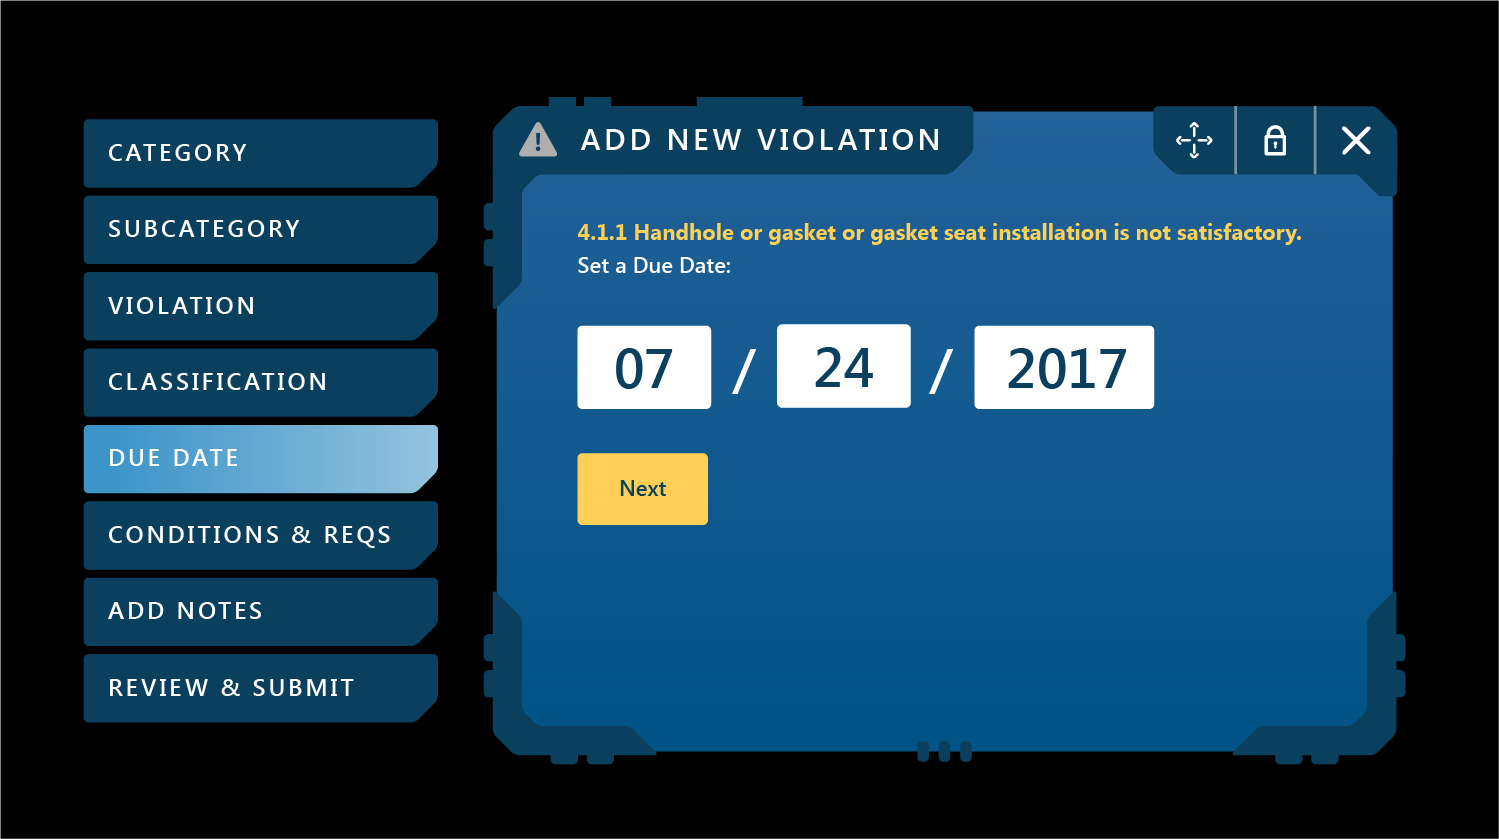 CATEGORY
SUBCATEGORY
VIOLATION
CLASSIFICATION
DUE DATE
CONDITIONS & REQS
ADD NOTES
REVIEW & SUBMIT
ADD NEW VIOLATION
4.1.1 Handhole or gasket or gasket seat installation is not satisfactory.
Set a Due Date:
07 / 24 / 2017
Next